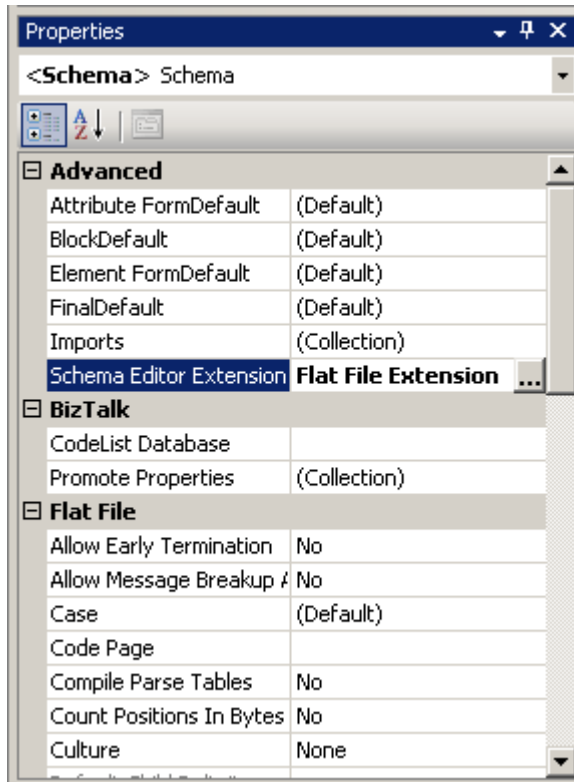 Properties
<Schema> Schema
A
Z
Advanced
Attribute FormDefault (Default)
BlockDefault (Default)
Element FormDefault (Default)
FinalDefault (Default)
Imports (Collection)
Schema Editor Extension Flat File Extension ...
BizTalk
CodeList Database
Promote Properties (Collection)
Flat File
Allow Early Termination No
Allow Message Breakup No
Case (Default)
Code Page
Compile Parse Tables No
Count Positions In Bytes No
Culture None